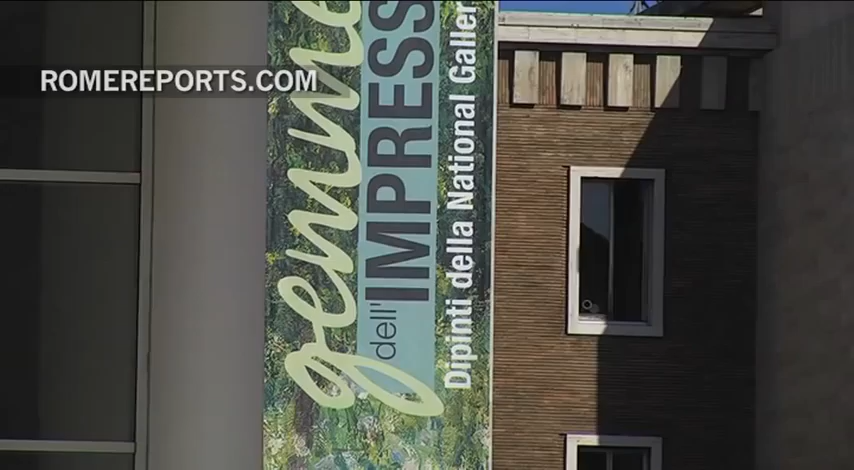 ROMEREPORTS.COM
gemme
dell'IMPRESS
Dipinti della National Galler